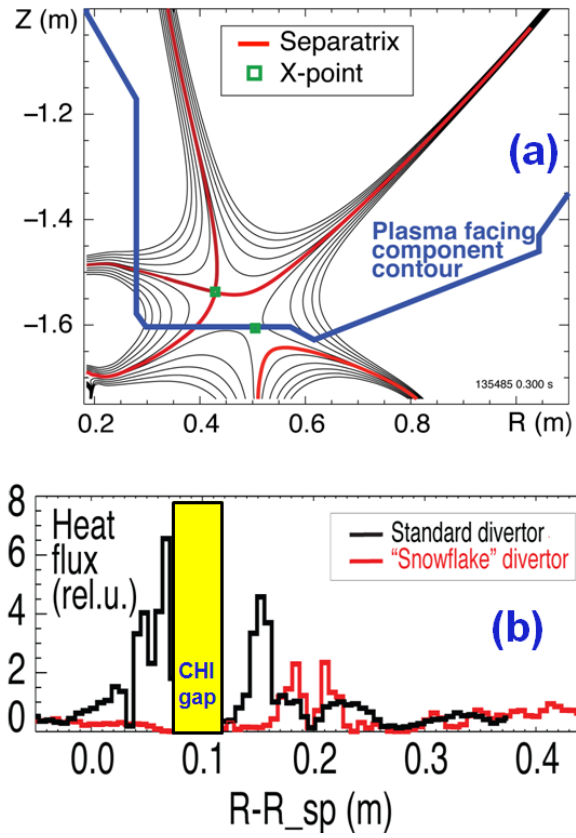 Z (m)
Separatrix
X-point
−1.2
(a)
Plasma facing
component
contour
−1.4
−1.6
135485 0.300 s
0.2 0.4 0.6 0.8 R (m)
8
Heat
flux
(rel.u.)
Standard divertor
"Snowflake" divertor
6
4
(b)
CHI
gap
2
0
0.0 0.1 0.2 0.3 0.4
R-R_sp (m)